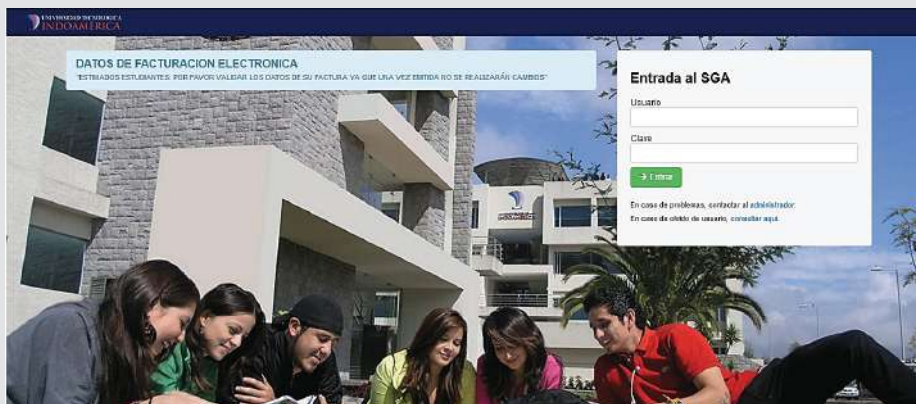 UNIVERSIDAD TECNOLOGICA
INDOAMÉRICA
DATOS DE FACTURACION ELECTRONICA
"ESTIMADOS ESTUDIANTES: POR FAVOR VALIDAR LOS DATOS DE SU FACTURA YA QUE UNA VEZ EMITIDA NO SE REALIZARÁN CAMBIOS"
Entrada al SGA
Usuario
Clave
→ Entrar
En caso de problemas, contactar al administrador.
En caso de olvido de usuario, consultar aquí.